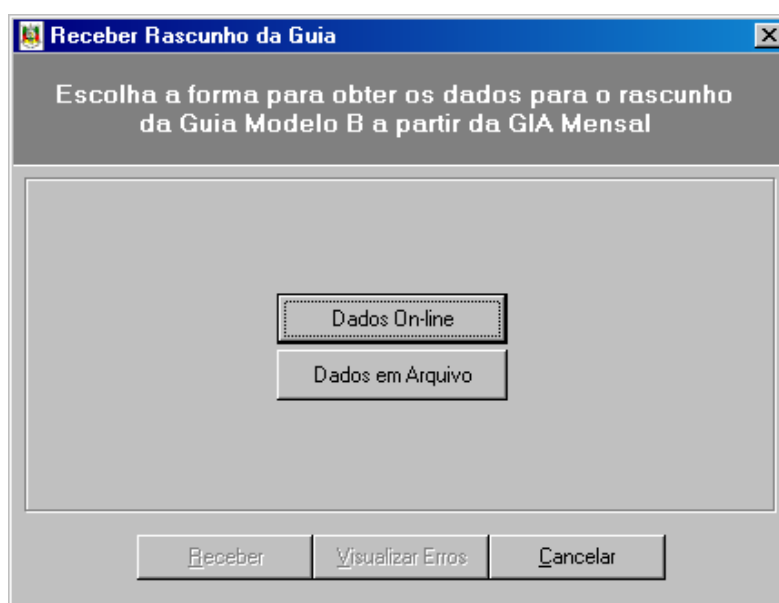 Receber Rascunho da Guia
Escolha a forma para obter os dados para o rascunho
da Guia Modelo B a partir da GIA Mensal
Dados On-line
Dados em Arquivo
Receber
Visualizar Erros
Cancelar